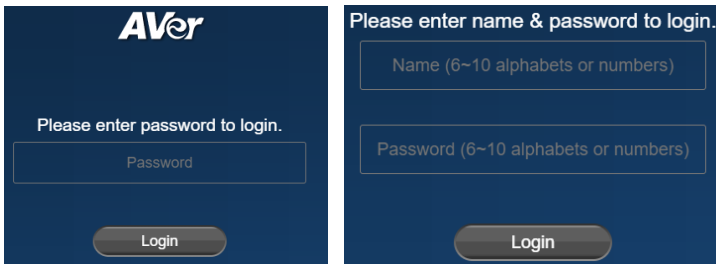 AVer
Please enter password to login.
Password
Login
Please enter name & password to login.
Name (6~10 alphabets or numbers)
Password (6~10 alphabets or numbers)
Login